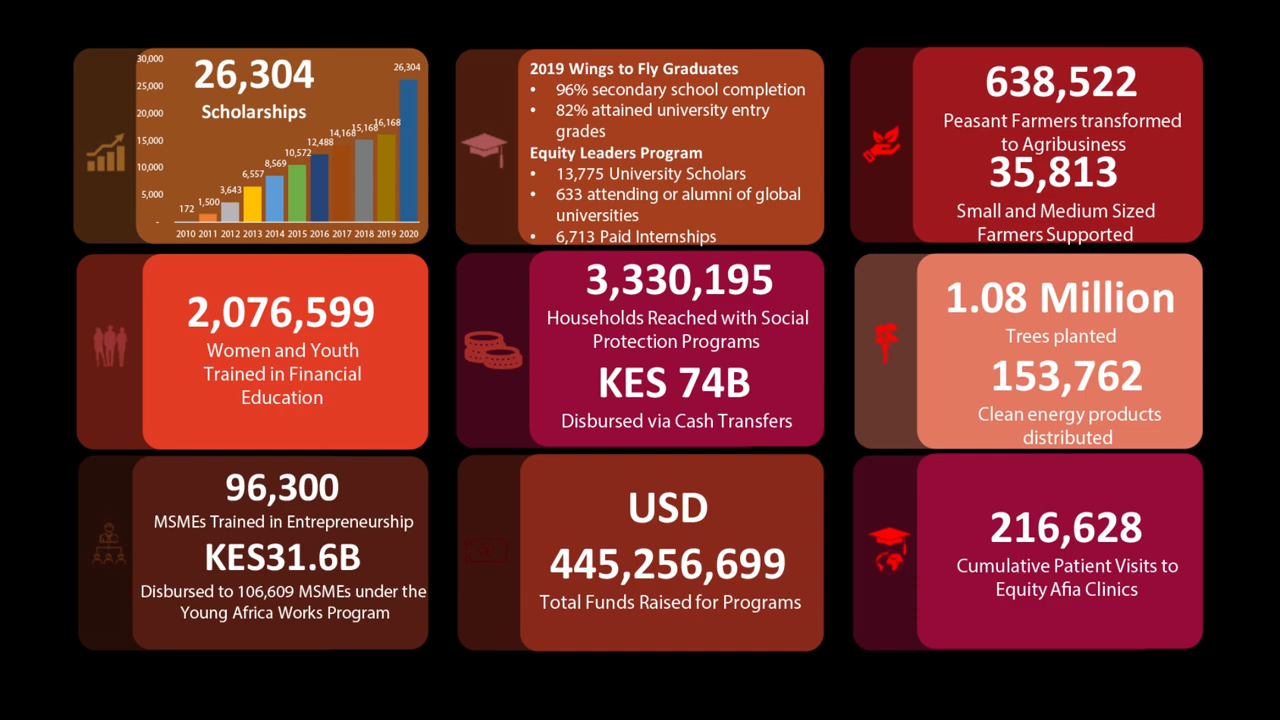 26,304
Scholarships
30,000
25,000
20,000
15,000
10,000
5,000
-
172
1,500
3,643
6,557
8,569
10,572
12,488
14,168
15,168
16,168
26,304
2010 2011 2012 2013 2014 2015 2016 2017 2018 2019 2020
2019 Wings to Fly Graduates
• 96% secondary school completion
• 82% attained university entry
grades
Equity Leaders Program
• 13,775 University Scholars
• 633 attending or alumni of global
universities
• 6,713 Paid Internships
638,522
Peasant Farmers transformed
to Agribusiness
35,813
Small and Medium Sized
Farmers Supported
2,076,599
Women and Youth
Trained in Financial
Education
3,330,195
Households Reached with Social
Protection Programs
KES 74B
Disbursed via Cash Transfers
1.08 Million
Trees planted
153,762
Clean energy products
distributed
96,300
MSMEs Trained in Entrepreneurship
KES31.6B
Disbursed to 106,609 MSMEs under the
Young Africa Works Program
USD
445,256,699
Total Funds Raised for Programs
216,628
Cumulative Patient Visits to
Equity Afia Clinics